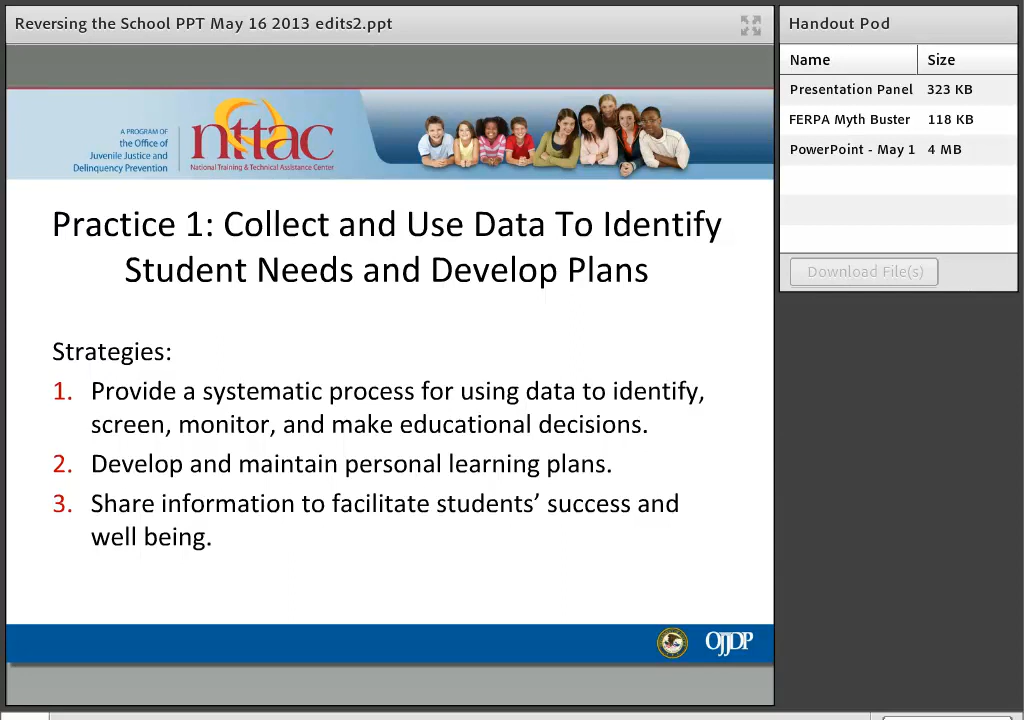 Reversing the School PPT May 16 2013 edits2.ppt
Handout Pod
Name Size
Presentation Panel 323 KB
FERPA Myth Buster 118 KB
PowerPoint - May 1 4 MB
Download File(s)
A PROGRAM OF
the Office of
Juvenile Justice and
Delinquency Prevention
nttac
National Training & Technical Assistance Center
Practice 1: Collect and Use Data To Identify
Student Needs and Develop Plans
Strategies:
1. Provide a systematic process for using data to identify,
screen, monitor, and make educational decisions.
2. Develop and maintain personal learning plans.
3. Share information to facilitate students’ success and
well being.
OJJDP